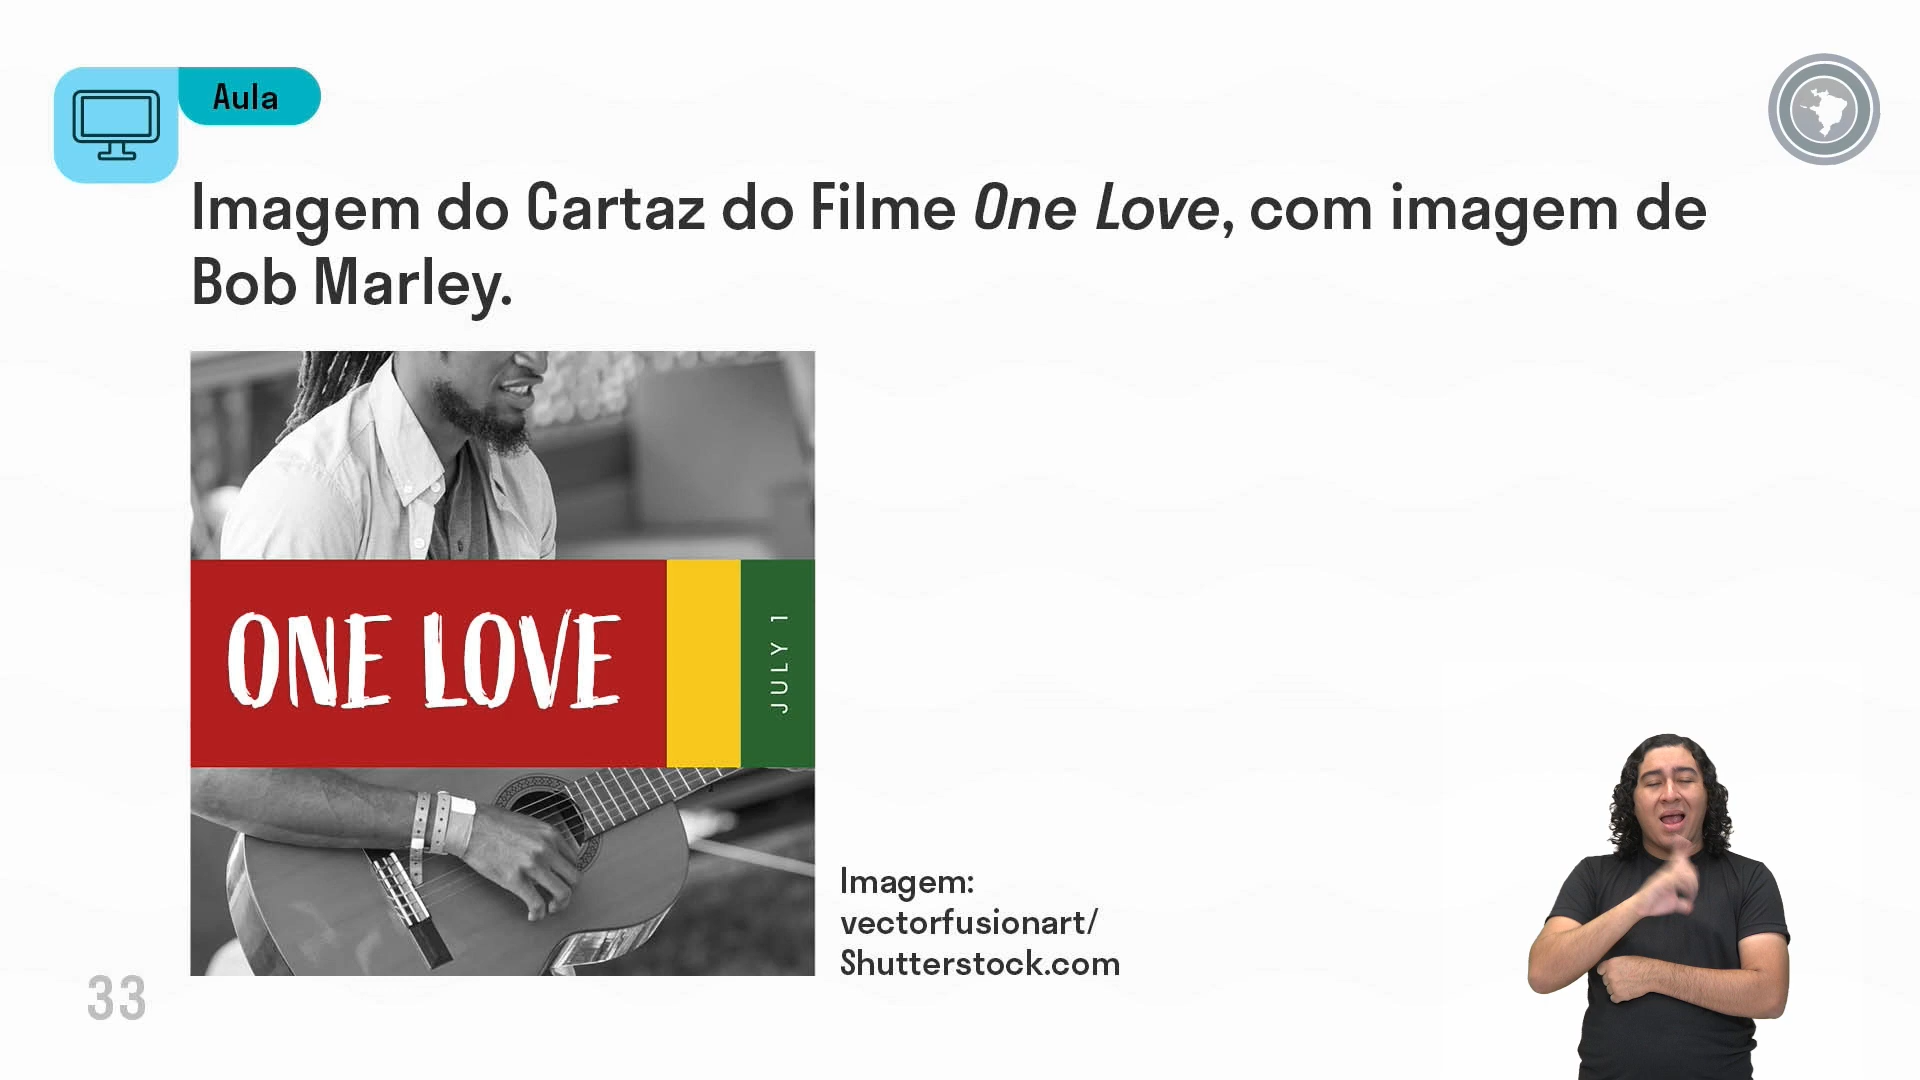 Aula
Imagem do Cartaz do Filme One Love, com imagem de
Bob Marley.
ONE LOVE
JULY 1
Imagem:
vectorfusionart/
Shutterstock.com
33